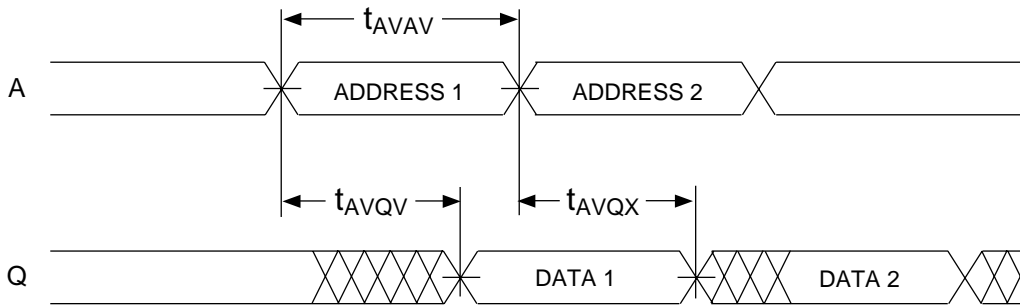 tAVAV
A
ADDRESS 1
ADDRESS 2
tAVQV
tAVQX
Q
DATA 1
DATA 2